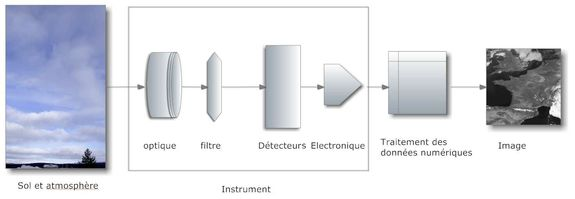 optique
filtre
Détecteurs
Electronique
Traitement des
données numériques
Image
Sol et atmosphère
Instrument